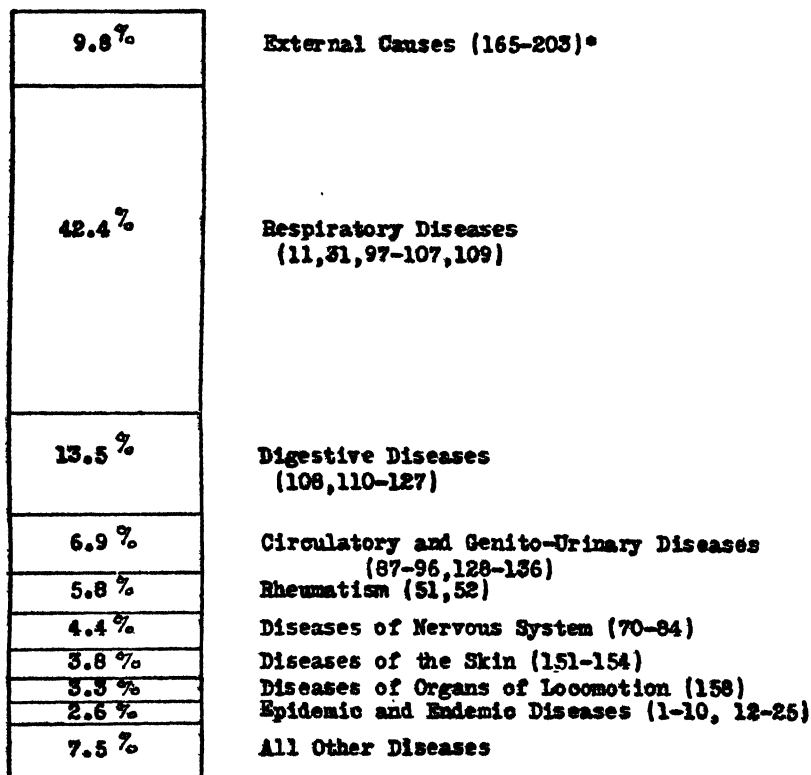 9.8% External Causes (165-203)*
42.4% Respiratory Diseases
(11,31,97-107,109)
13.5% Digestive Diseases
(108,110-127)
6.9% Circulatory and Genito-Urinary Diseases
(87-96,128-136)
5.8% Rheumatism (51,52)
4.4% Diseases of Nervous System (70-84)
3.8% Diseases of the Skin (151-154)
3.3% Diseases of Organs of Locomotion (158)
2.6% Epidemic and Endemic Diseases (1-10, 12-25)
7.5% All Other Diseases